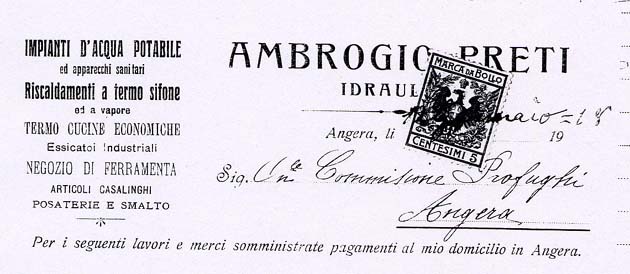 IMPIANTI D'ACQUA POTABILE
ed apparecchi sanitari
Riscaldamenti a termo sifone
ed a vapore
TERMO CUCINE ECONOMICHE
Essicatoi Industriali
NEGOZIO DI FERRAMENTA
ARTICOLI CASALINGHI
POSATERIE E SMALTO
AMBROGIO PRETI
IDRAUL
MARCA DA BOLLO
CENTESIMI 5
Angera, li 19
Sig. On.le Commisione Profughi
Angera
Per i seguenti lavori e merci somministrate pagamenti al mio domicilio in Angera.